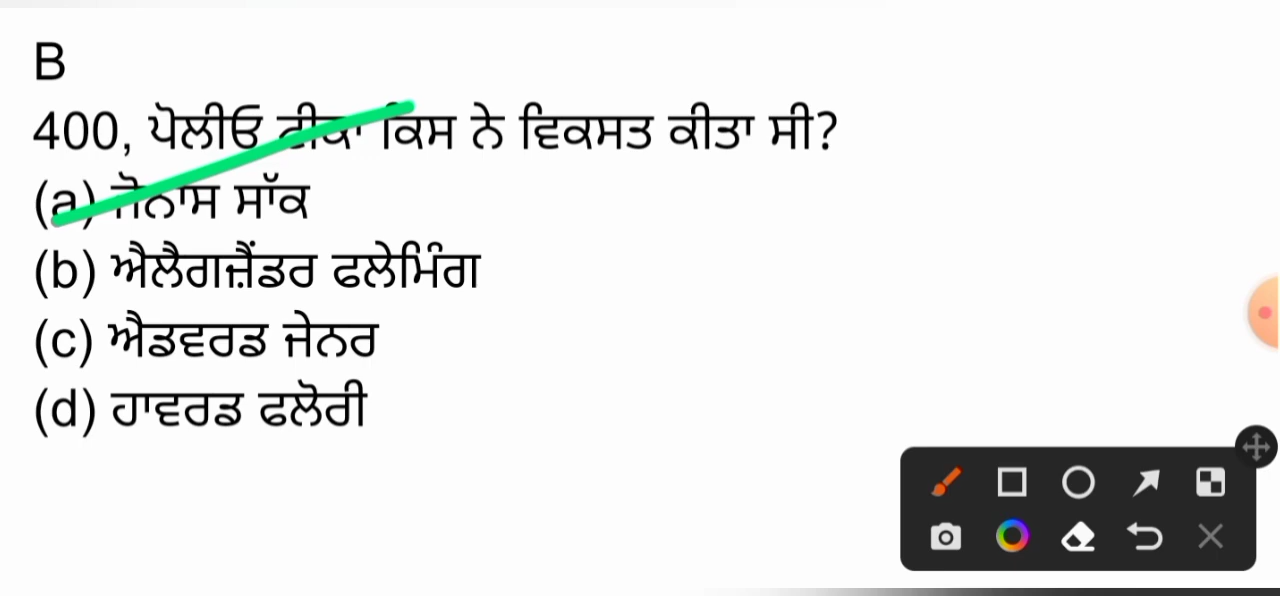 B
400, ਪੋਲੀਓ ਟੀਕਾ ਕਿਸ ਨੇ ਵਿਕਸਤ ਕੀਤਾ ਸੀ?
(a) ਜੋਨਾਸ ਸਾੱਕ
(b) ਐਲੈਗਜ਼ੈਂਡਰ ਫਲੇਮਿੰਗ
(c) ਐਡਵਰਡ ਜੇਨਰ
(d) ਹਾਵਰਡ ਫਲੋਰੀ